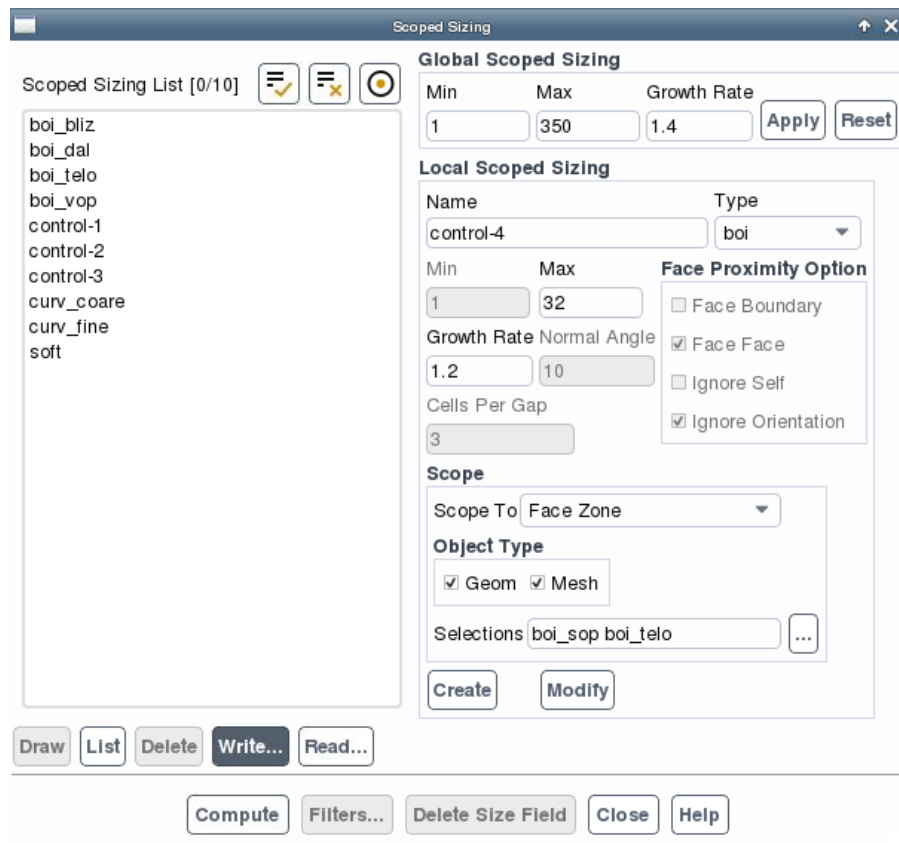 Scoped Sizing
Scoped Sizing List [0/10]
boi_bliz
boi_dal
boi_telo
boi_vop
control-1
control-2
control-3
curv_coare
curv_fine
soft
Global Scoped Sizing
Min Max Growth Rate
1 350 1.4 Apply Reset
Local Scoped Sizing
Name Type
control-4 boi
Min Max Face Proximity Option
1 32 Face Boundary
Growth Rate Normal Angle Face Face
1.2 10 Ignore Self
Cells Per Gap Ignore Orientation
3
Scope
Scope To Face Zone
Object Type
Geom Mesh
Selections boi_sop boi_telo ...
Create Modify
Draw List Delete Write... Read...
Compute Filters... Delete Size Field Close Help